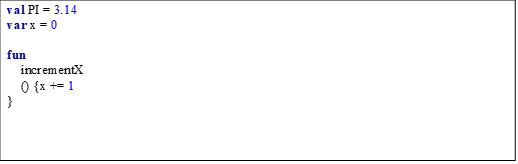 val PI = 3.14
var x = 0
fun
incrementX
() {x += 1
}